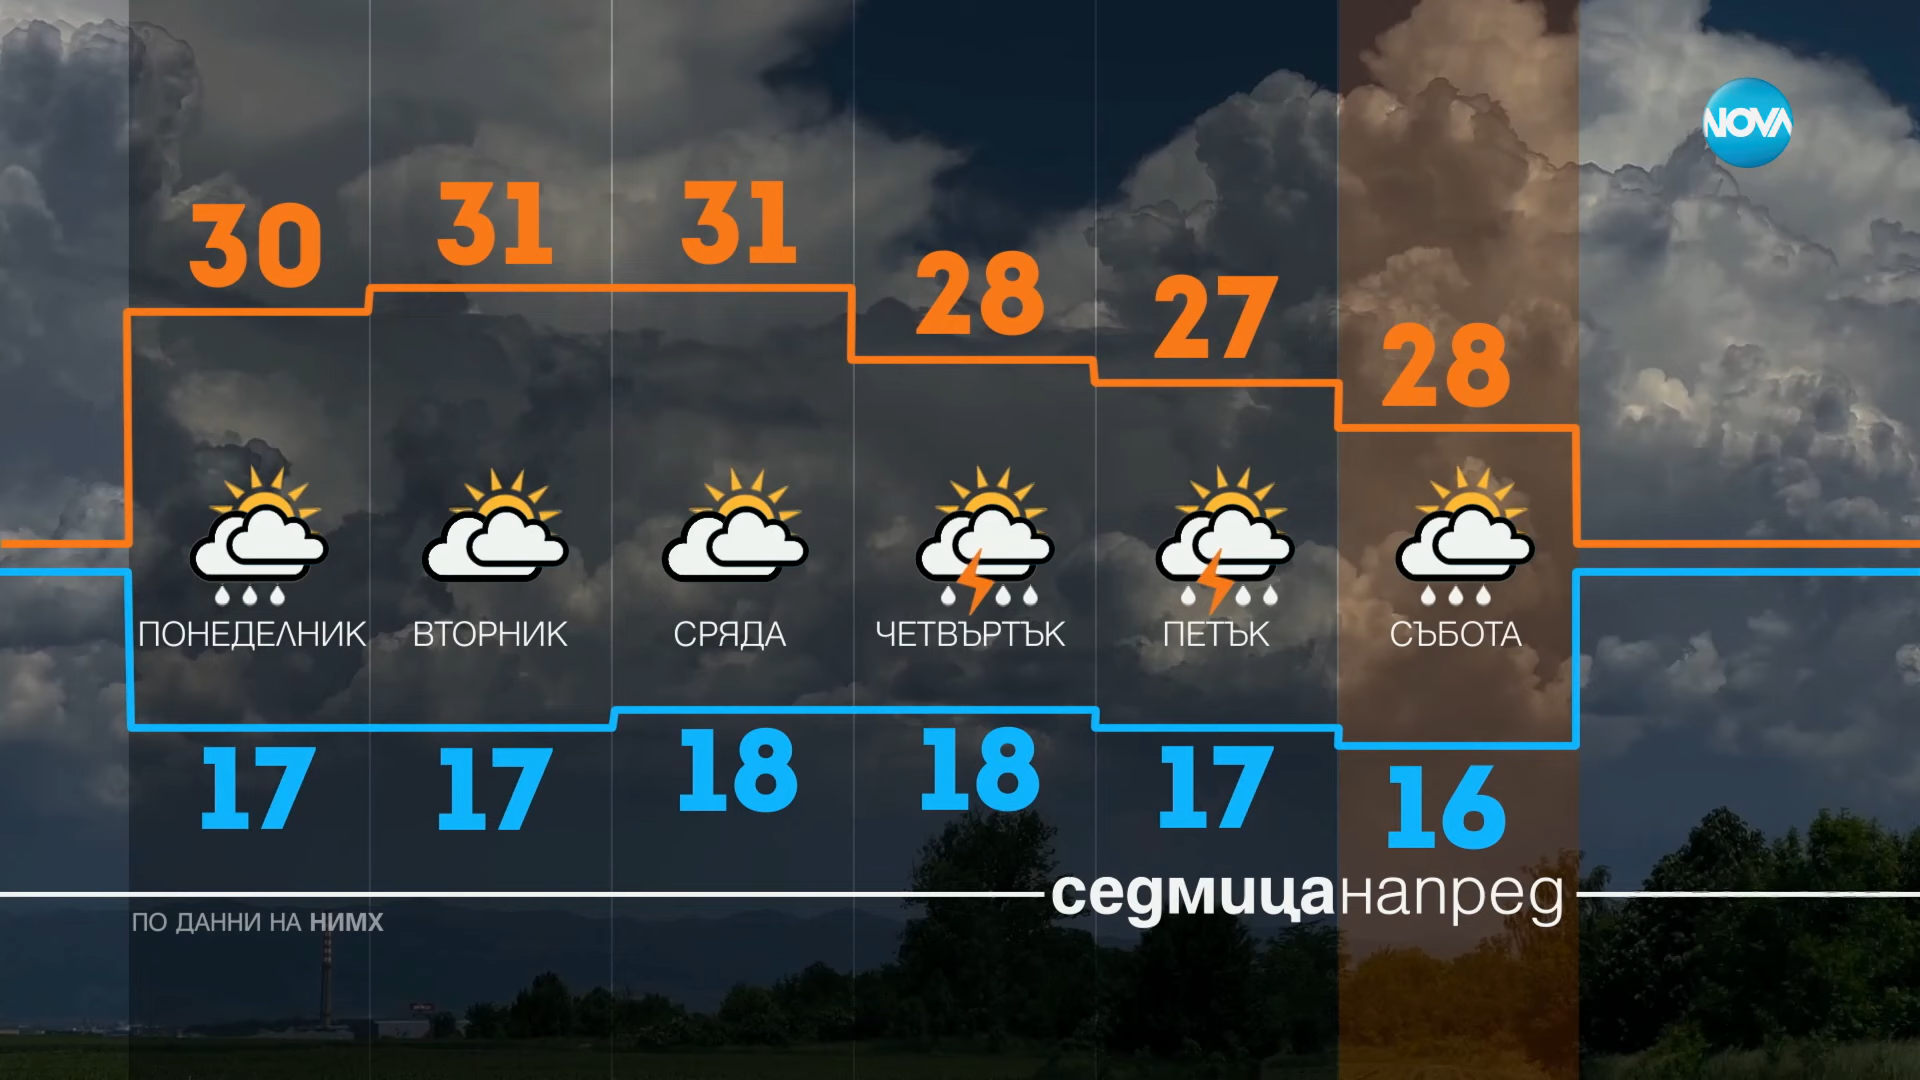 NOVA
30 31 31 28 27 28
ПОНЕДЕЛНИК ВТОРНИК СРЯДА ЧЕТВЪРТЪК ПЕТЪК СЪБОТА
17 17 18 18 17 16
седмицанапред
ПО ДАННИ НА НИМХ